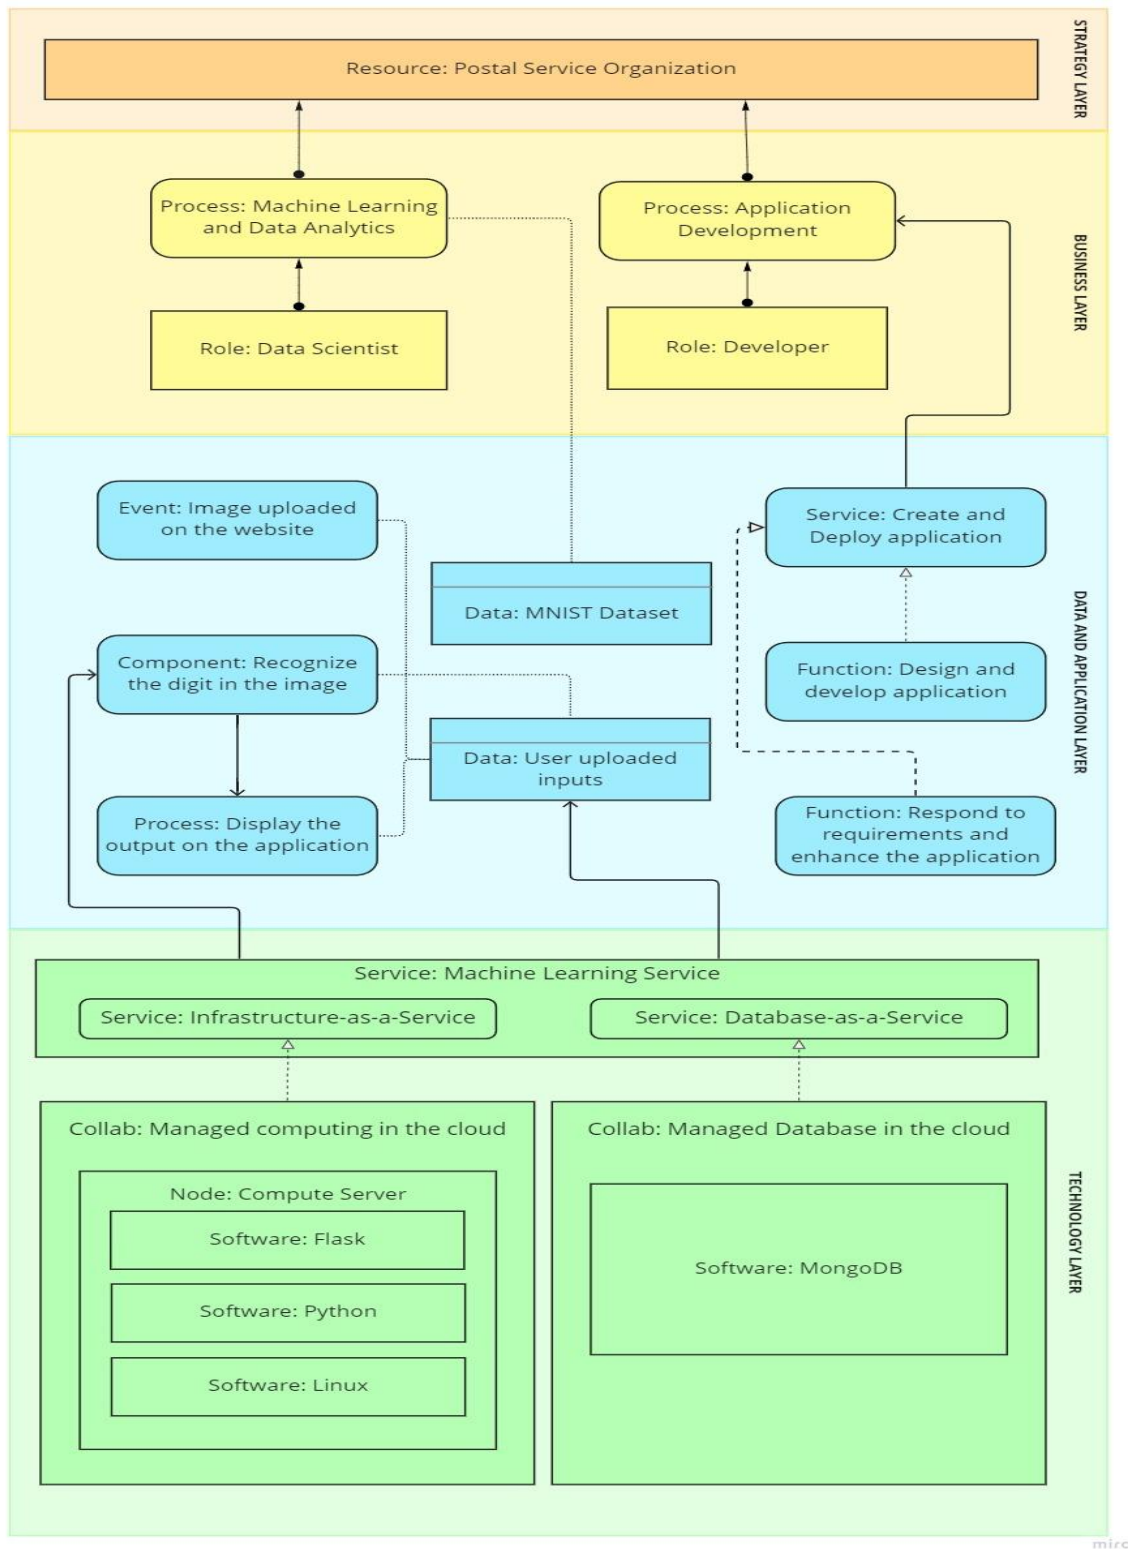 STRATEGY LAYER
Resource: Postal Service Organization
BUSINESS LAYER
Process: Machine Learning
and Data Analytics
Process: Application
Development
Role: Data Scientist
Role: Developer
DATA AND APPLICATION LAYER
Event: Image uploaded
on the website
Service: Create and
Deploy application
Data: MNIST Dataset
Component: Recognize
the digit in the image
Function: Design and
develop application
Data: User uploaded
inputs
Process: Display the
output on the application
Function: Respond to
requirements and
enhance the application
TECHNOLOGY LAYER
Service: Machine Learning Service
Service: Infrastructure-as-a-Service
Service: Database-as-a-Service
Collab: Managed computing in the cloud
Node: Compute Server
Software: Flask
Software: Python
Software: Linux
Collab: Managed Database in the cloud
Software: MongoDB